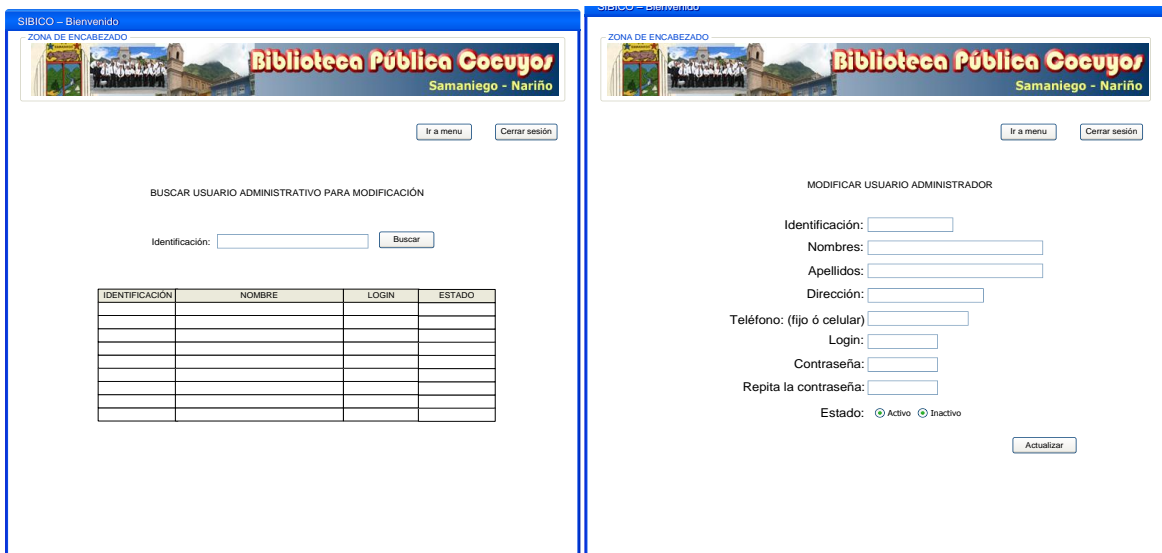 SIBICO – Bienvenido
ZONA DE ENCABEZADO
Biblioteca Pública Cocuyos
Samaniego - Nariño
Ir a menu
Cerrar sesión
BUSCAR USUARIO ADMINISTRATIVO PARA MODIFICACIÓN
Identificación:
Buscar
IDENTIFICACIÓN NOMBRE LOGIN ESTADO
SIBICO – Bienvenido
ZONA DE ENCABEZADO
Biblioteca Pública Cocuyos
Samaniego - Nariño
Ir a menu
Cerrar sesión
MODIFICAR USUARIO ADMINISTRADOR
Identificación:
Nombres:
Apellidos:
Dirección:
Teléfono: (fijo ó celular)
Login:
Contraseña:
Repita la contraseña:
Estado: Activo Inactivo
Actualizar